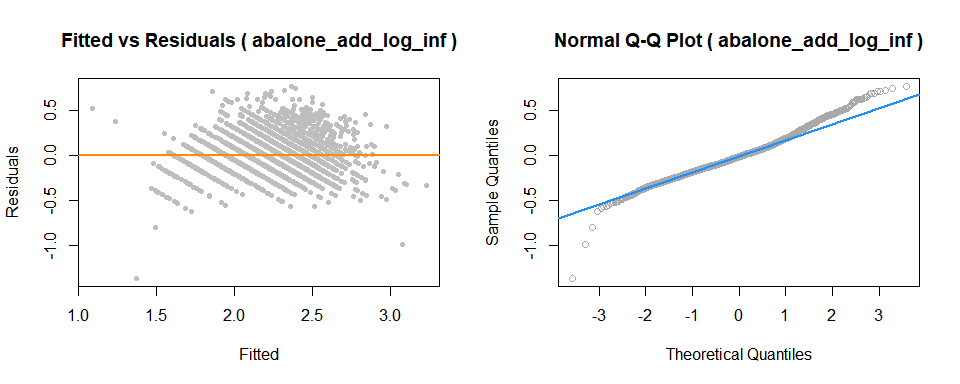 Fitted vs Residuals ( abalone_add_log_inf )
Residuals
0.5
0.0
-0.5
-1.0
1.0 1.5 2.0 2.5 3.0
Fitted
Normal Q-Q Plot ( abalone_add_log_inf )
Sample Quantiles
0.5
0.0
-0.5
-1.0
-3 -2 -1 0 1 2 3
Theoretical Quantiles